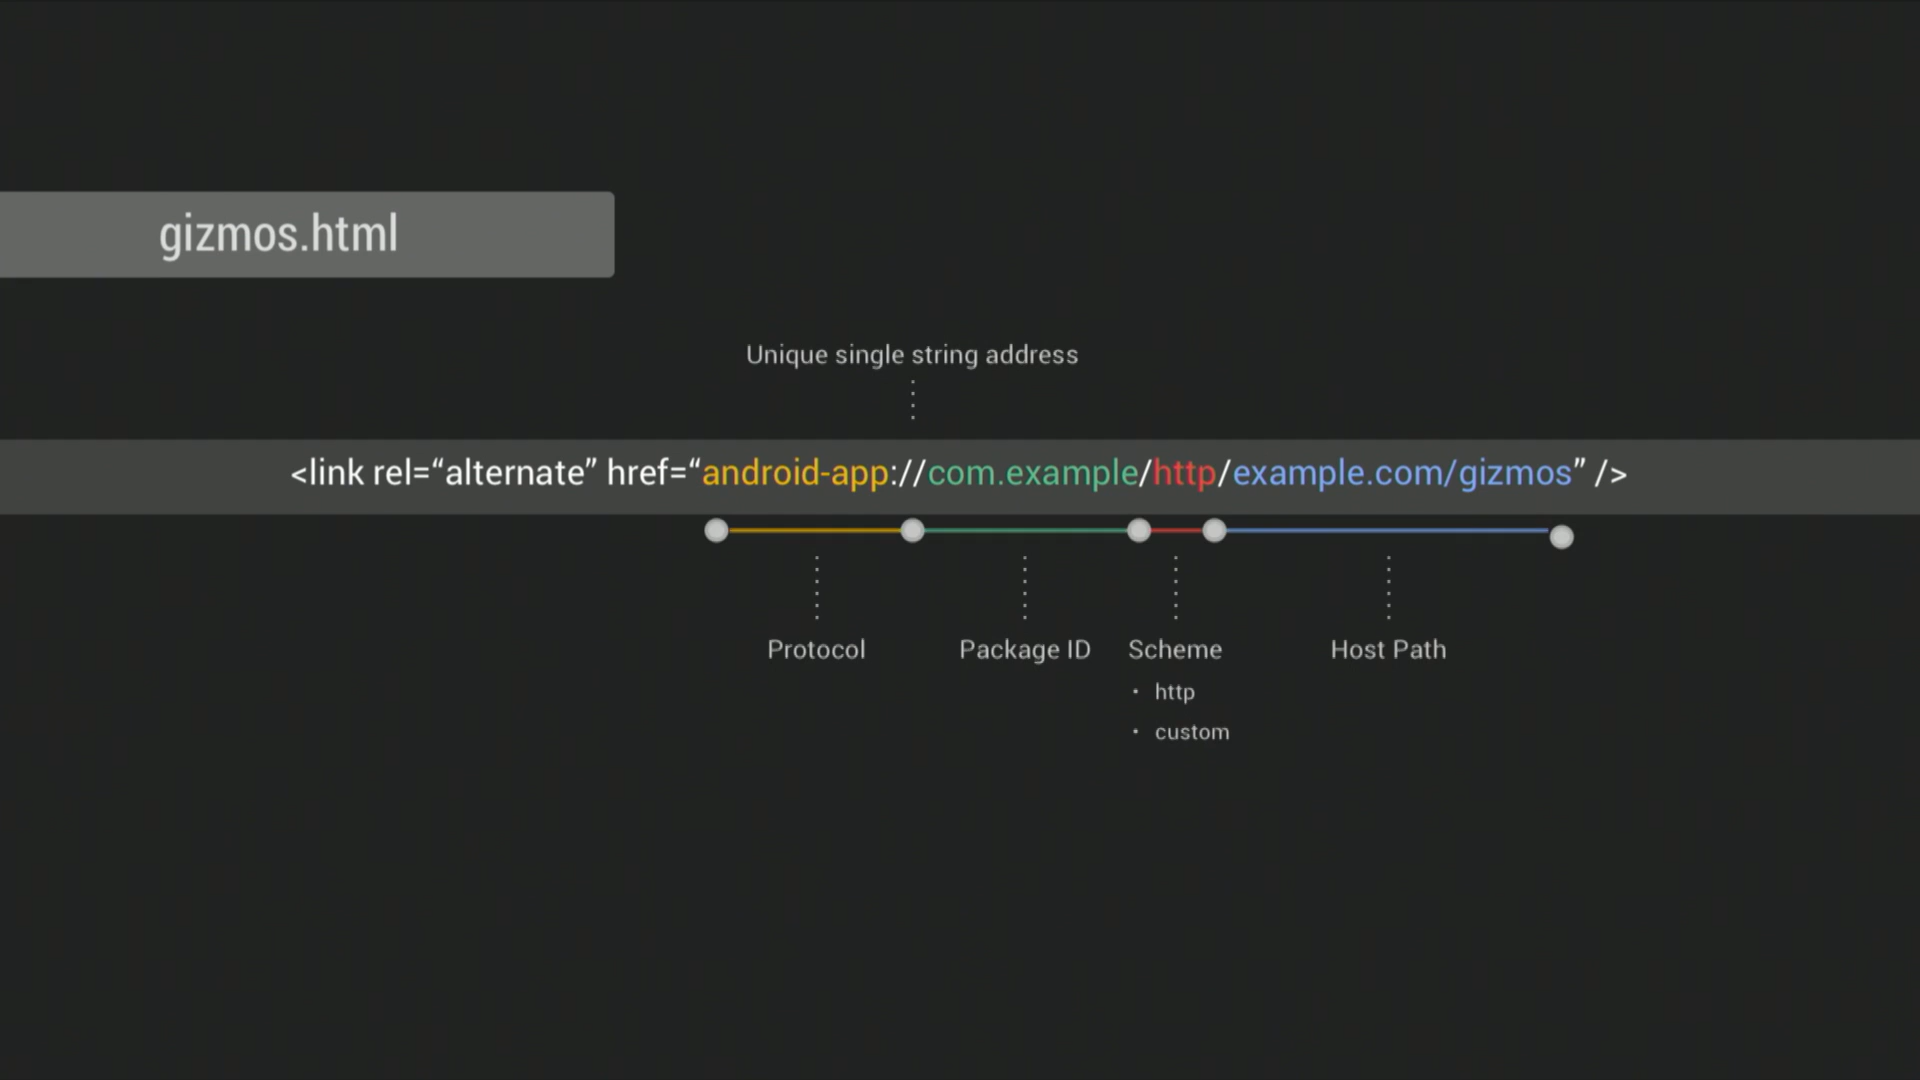 gizmos.html
Unique single string address
<link rel=“alternate” href=“android-app://com.example/http/example.com/gizmos” />
Protocol
Package ID
Scheme
Host Path
· http
· custom